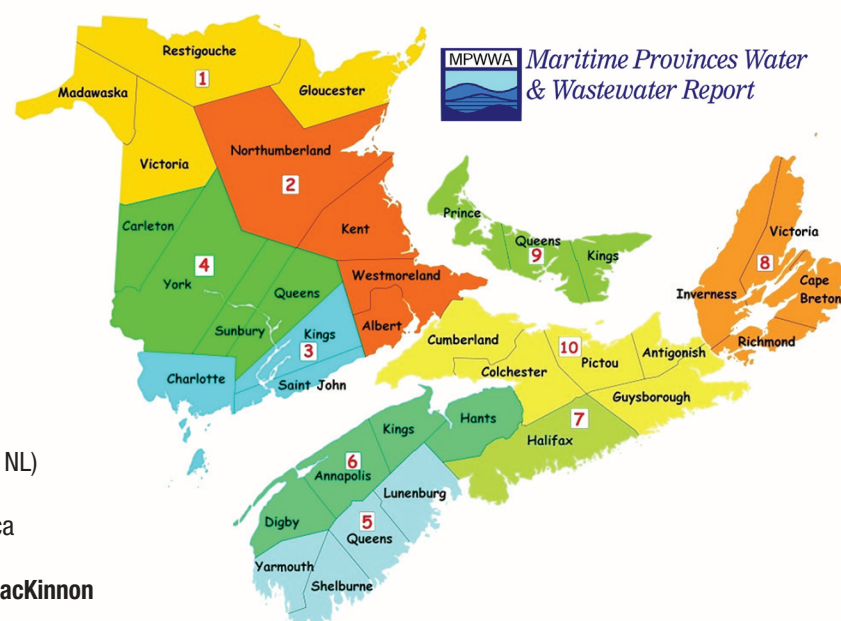 MPWWA
Maritime Provinces Water
& Wastewater Report
Restigouche
1
Madawaska
Gloucester
Victoria
Northumberland
2
Kent
Carleton
4
York
Queens
Sunbury
Westmoreland
Albert
Kings
3
Charlotte
Saint John
Prince
Queens
9
Kings
Victoria
8
Cape
Breton
Inverness
Richmond
Cumberland
10
Pictou
Antigonish
Colchester
Guysborough
7
Halifax
Hants
Kings
6
Annapolis
Digby
Lunenburg
5
Queens
Yarmouth
Shelburne
NL)
ca
acKinnon